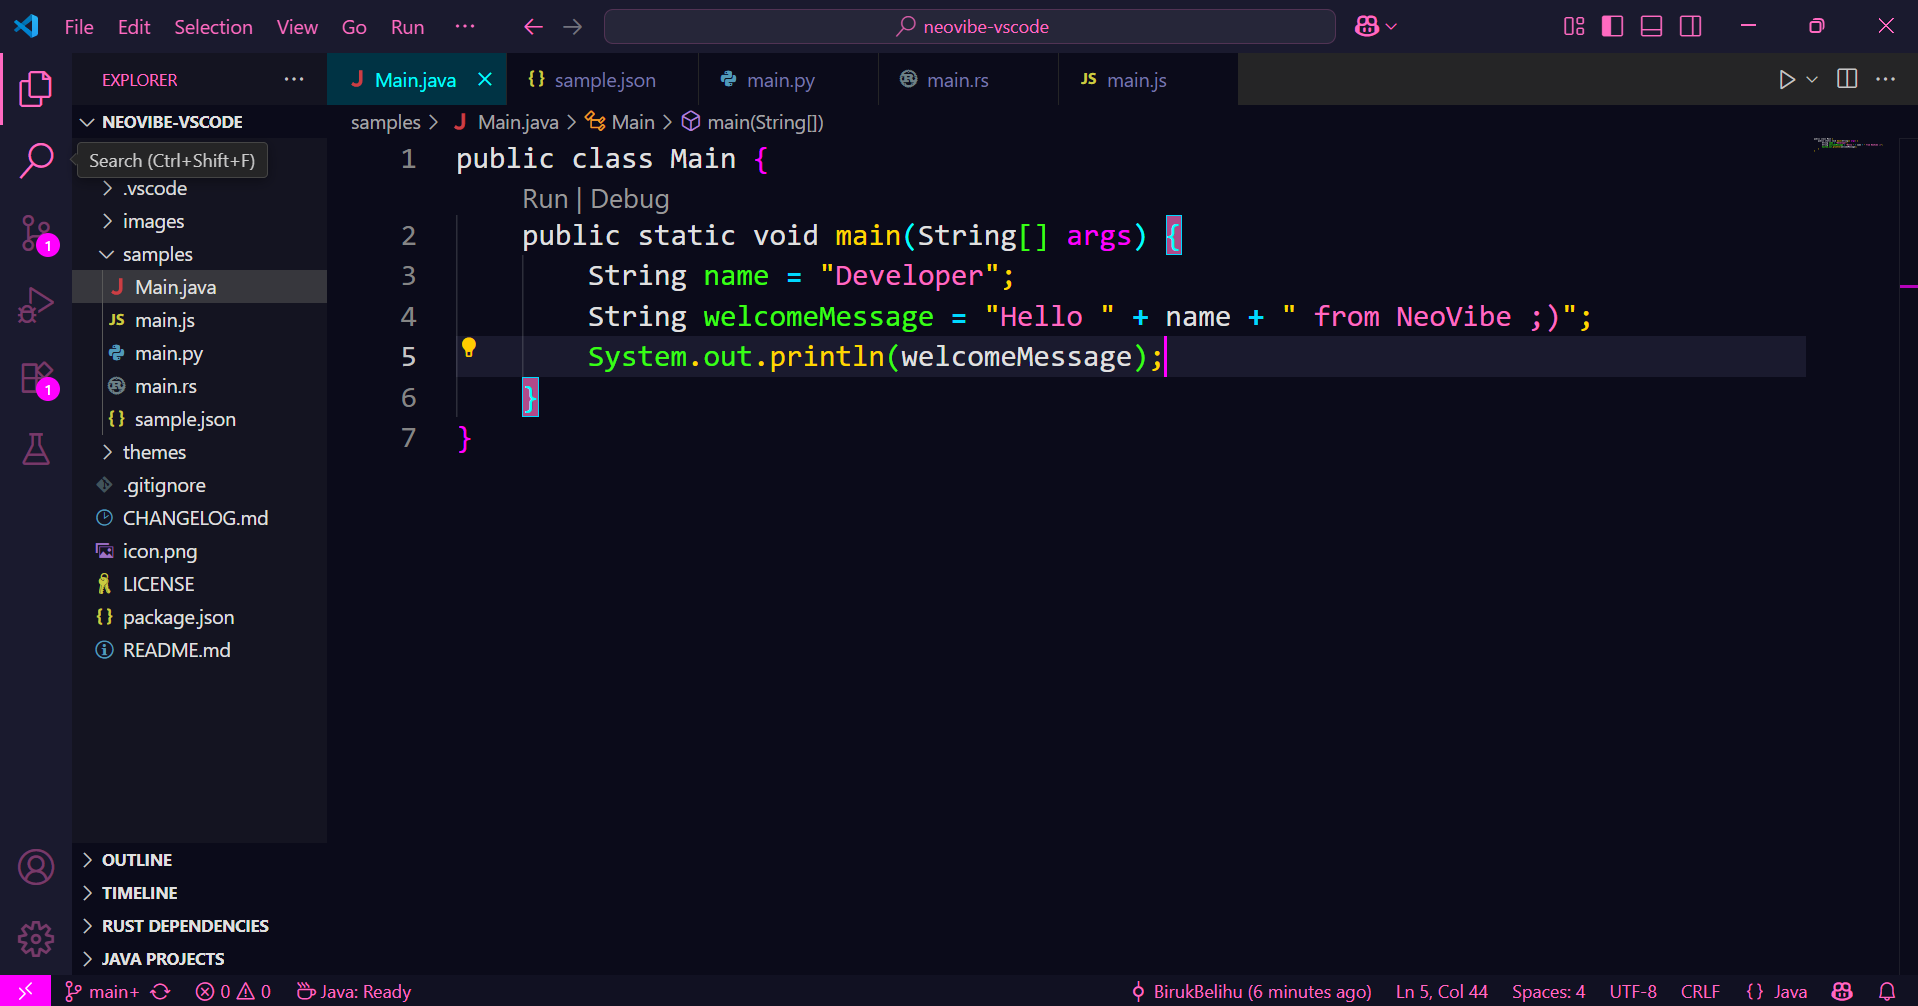 File Edit Selection View Go Run ··· neovibe-vscode
EXPLORER ···
NEOVIBE-VSCODE
Search (Ctrl+Shift+F)
.vscode
images
samples
J Main.java
JS main.js
main.py
main.rs
{} sample.json
themes
.gitignore
CHANGELOG.md
icon.png
LICENSE
{} package.json
README.md
OUTLINE
TIMELINE
RUST DEPENDENCIES
JAVA PROJECTS
1
1
J Main.java {} sample.json main.py main.rs JS main.js
samples > J Main.java > Main > main(String[])
1 public class Main {
Run | Debug
2 public static void main(String[] args) {
3 String name = "Developer";
4 String welcomeMessage = "Hello " + name + " from NeoVibe ;)";
5 System.out.println(welcomeMessage);
6 }
7 }
main+ 0 0 Java: Ready BirukBelihu (6 minutes ago) Ln 5, Col 44 Spaces: 4 UTF-8 CRLF {} Java